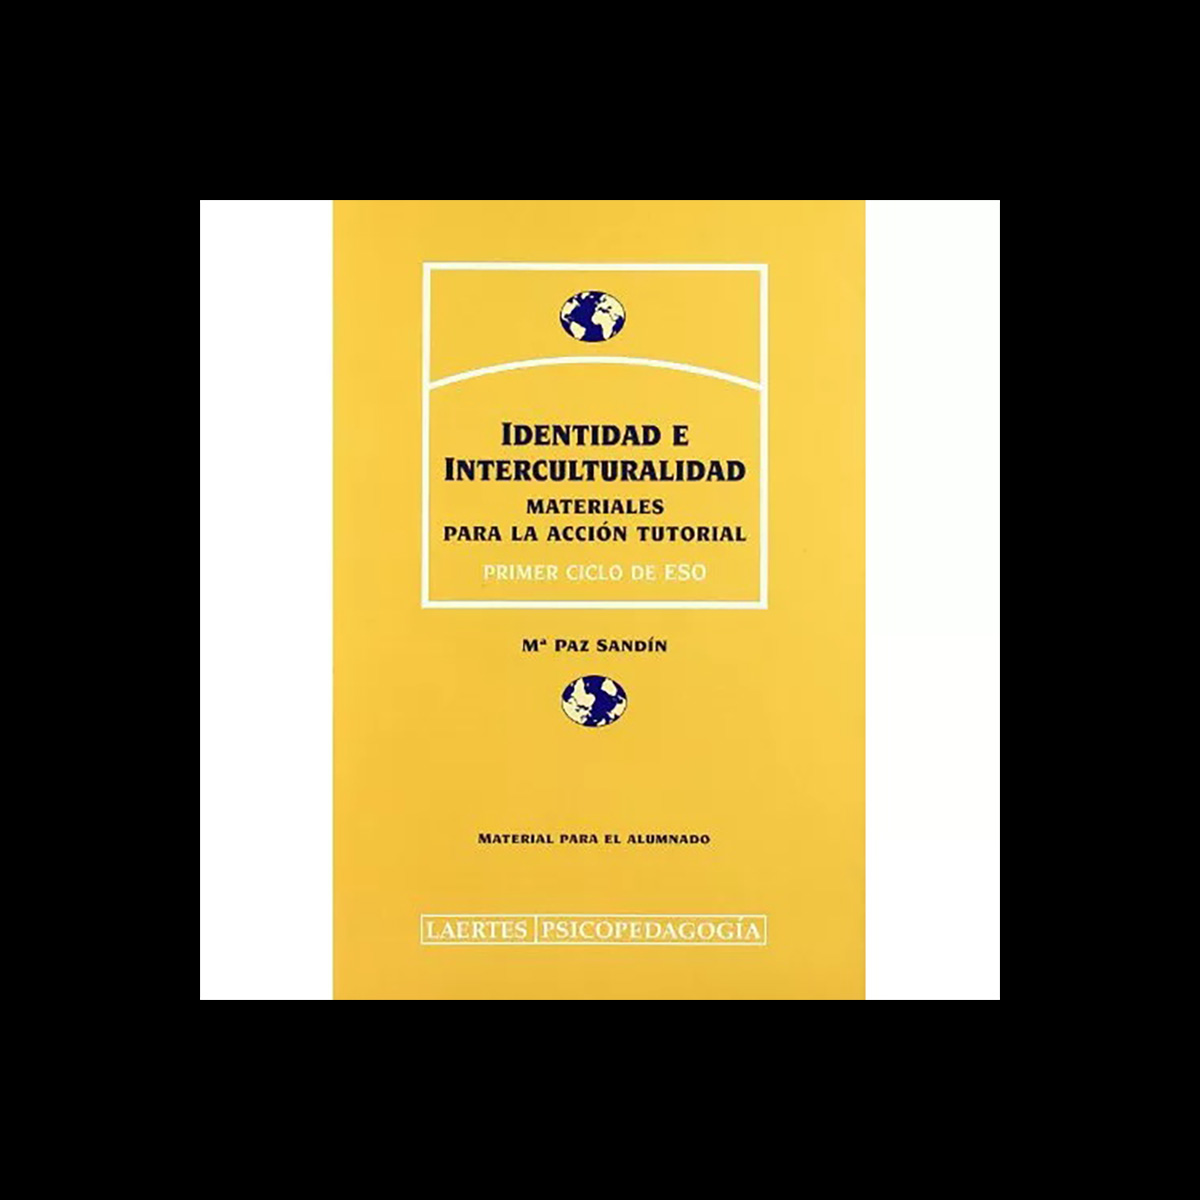 IDENTIDAD E
INTERCULTURALIDAD
MATERIALES
PARA LA ACCIÓN TUTORIAL
PRIMER CICLO DE ESO
Mª PAZ SANDÍN
MATERIAL PARA EL ALUMNADO
LAERTES PSICOPEDAGOGÍA